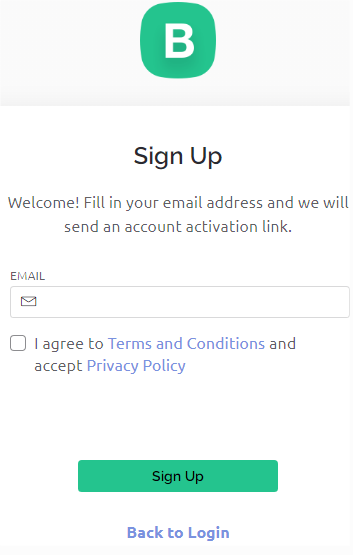 B
Sign Up
Welcome! Fill in your email address and we will
send an account activation link.
EMAIL
I agree to Terms and Conditions and
accept Privacy Policy
Sign Up
Back to Login